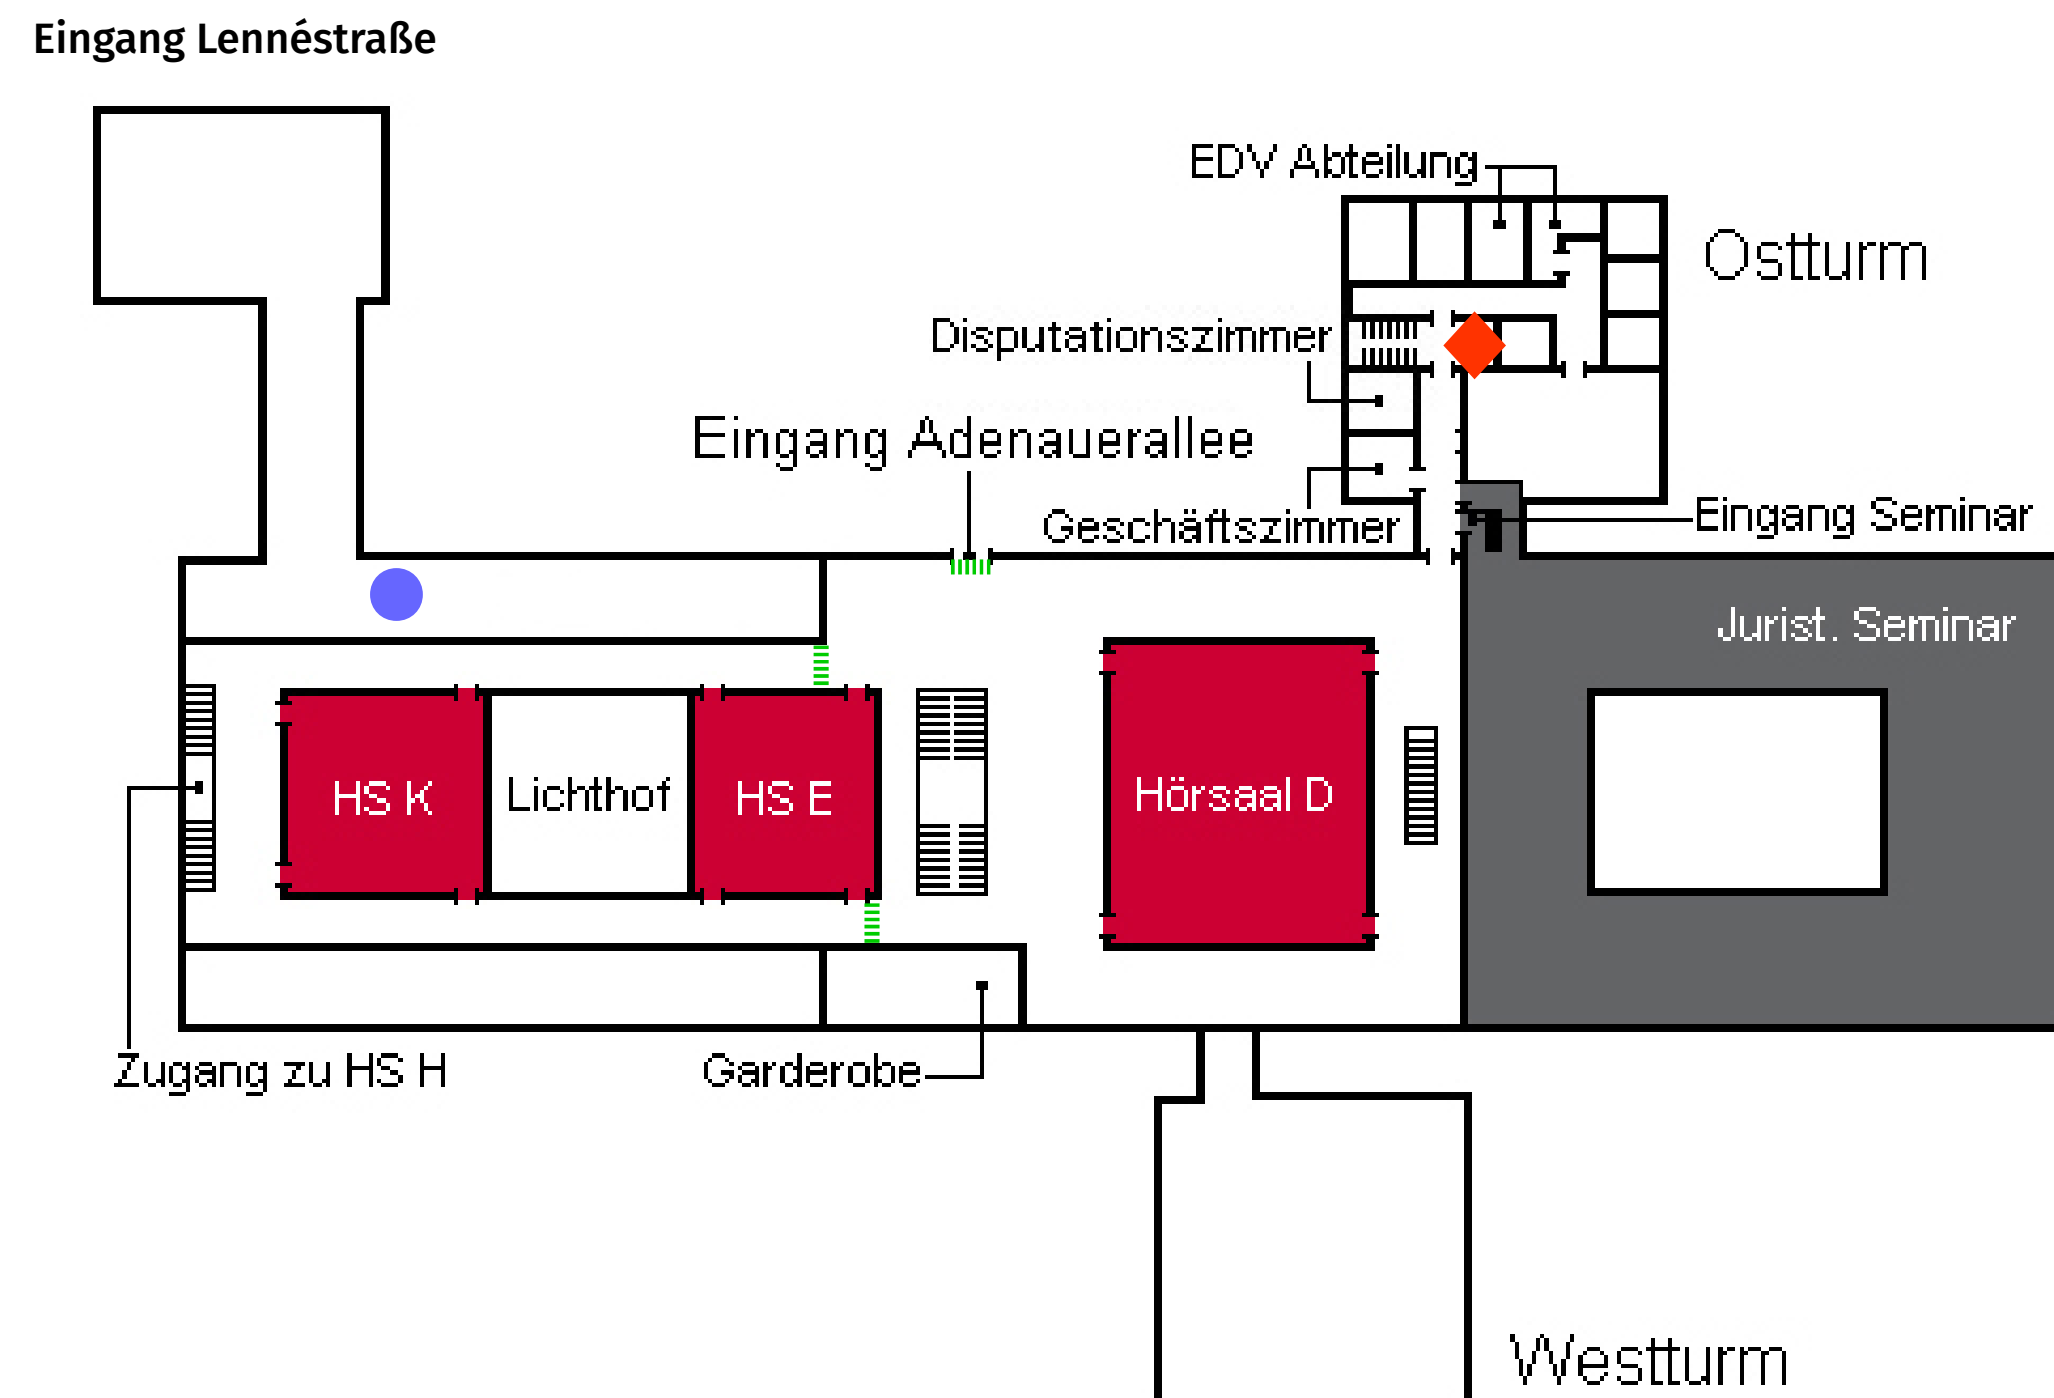 Eingang Lennéstraße
EDV Abteilung
Ostturm
Disputationszimmer
Eingang Adenauerallee
Geschäftszimmer
Eingang Seminar
Jurist. Seminar
HS K
Lichthof
HS E
Hörsaal D
Zugang zu HS H
Garderobe
Westturm